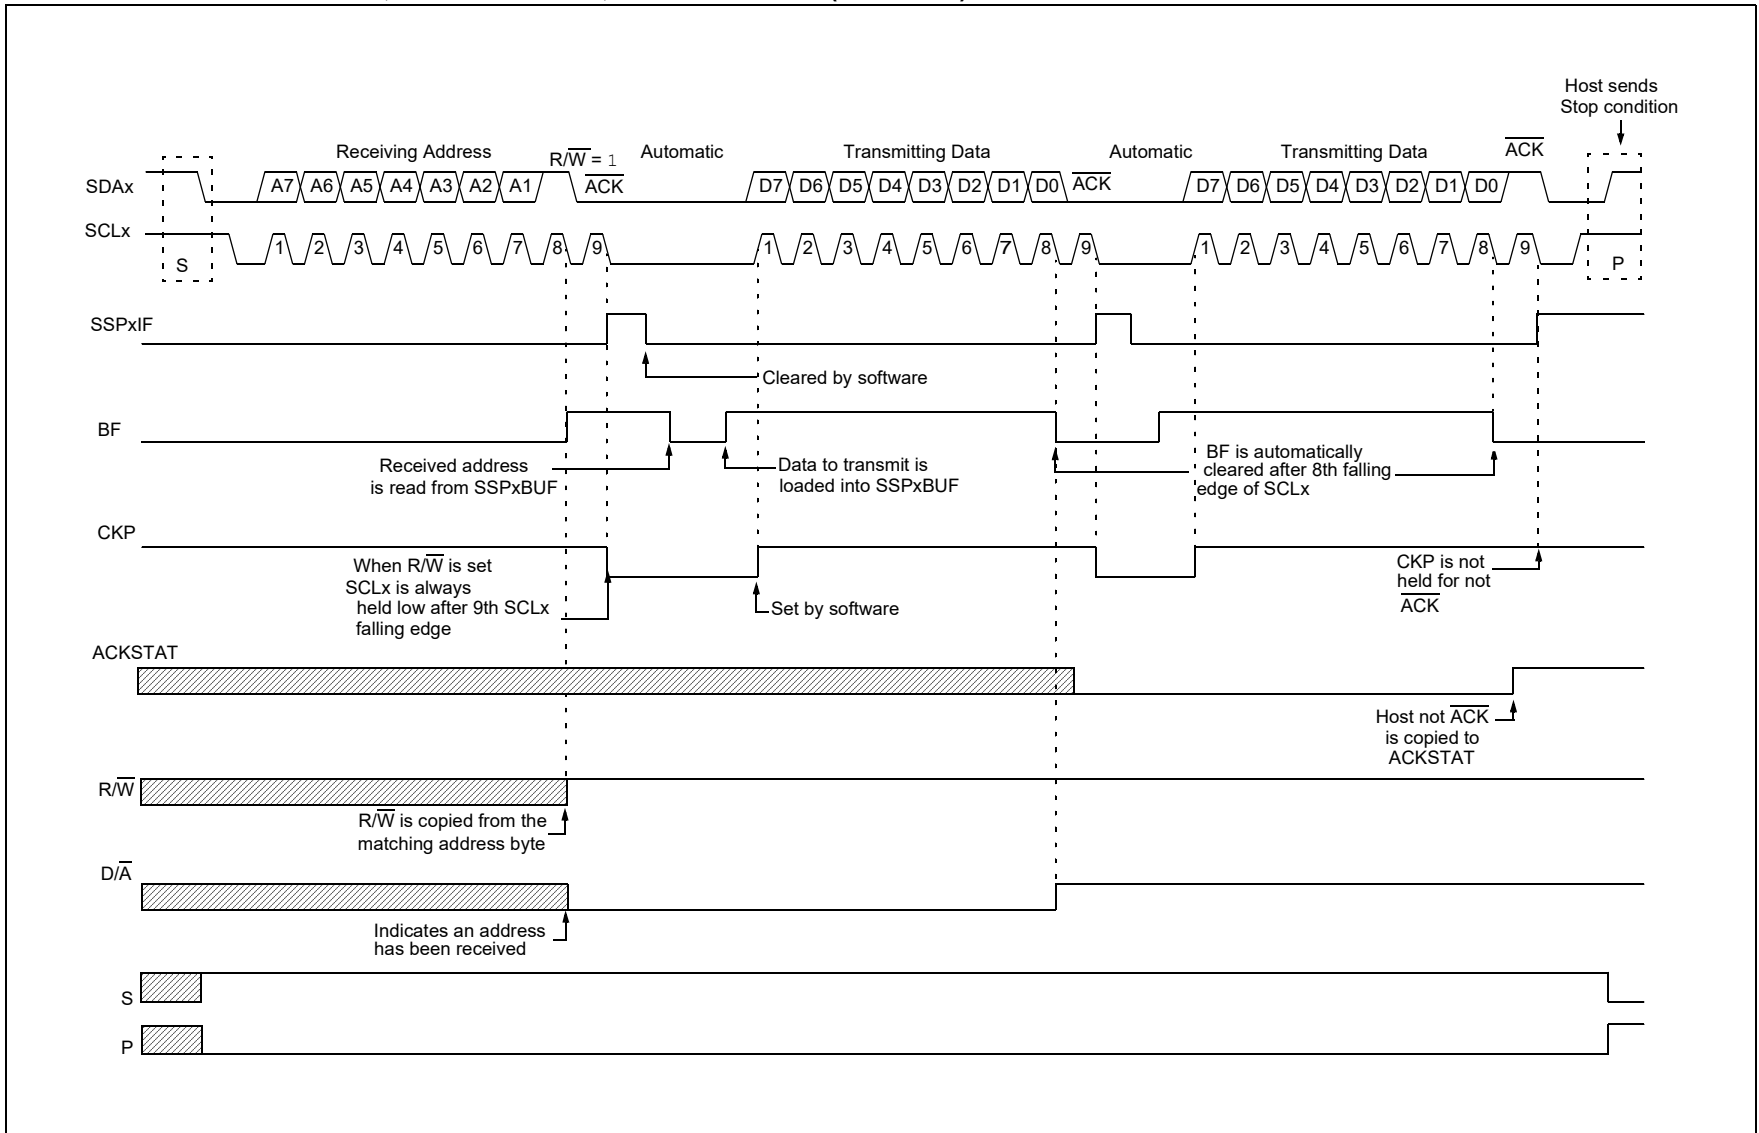 Host sends
Stop condition
Receiving Address
R/W = 1
Automatic
Transmitting Data
Automatic
Transmitting Data
ACK
SDAx
A7 A6 A5 A4 A3 A2 A1
ACK
D7 D6 D5 D4 D3 D2 D1 D0
ACK
D7 D6 D5 D4 D3 D2 D1 D0
SCLx
S
1 2 3 4 5 6 7 8 9
1 2 3 4 5 6 7 8 9
1 2 3 4 5 6 7 8 9
P
SSPxIF
Cleared by software
BF
Received address
is read from SSPxBUF
Data to transmit is
loaded into SSPxBUF
BF is automatically
cleared after 8th falling
edge of SCLx
CKP
When R/W is set
SCLx is always
held low after 9th SCLx
falling edge
Set by software
CKP is not
held for not
ACK
ACKSTAT
Host not ACK
is copied to
ACKSTAT
R/W
R/W is copied from the
matching address byte
D/A
Indicates an address
has been received
S
P